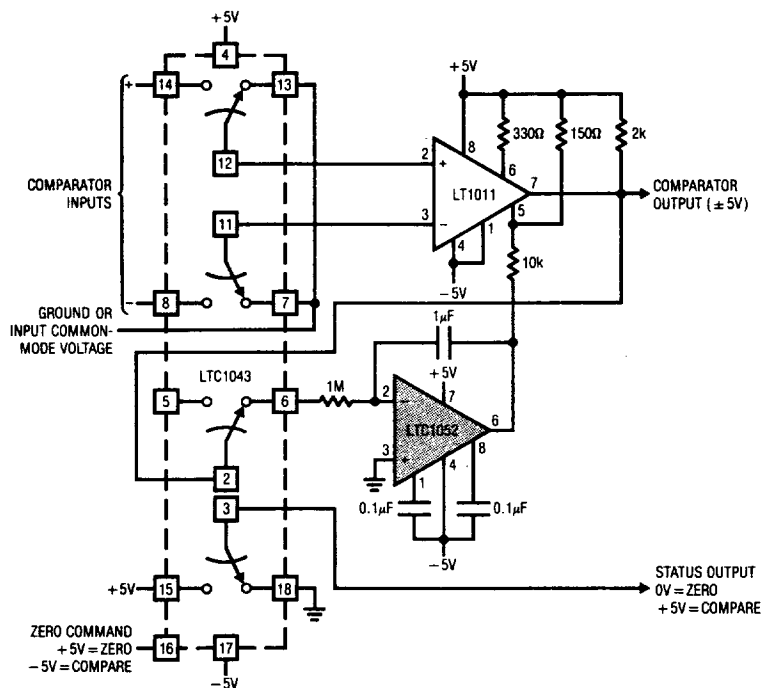 +5V
4
+
14
13
12
COMPARATOR
INPUTS
11
−
8
7
GROUND OR
INPUT COMMON-
MODE VOLTAGE
LTC1043
5
6
2
3
+5V
15
18
ZERO COMMAND
+5V = ZERO
−5V = COMPARE
16
17
−5V
+5V
8
330Ω
150Ω
2k
6
2
+
LT1011
7
COMPARATOR
OUTPUT (±5V)
3
−
5
1
4
10k
−5V
1µF
1M
+5V
2
−
7
LTC1052
6
3
+
8
1
4
0.1µF
0.1µF
−5V
STATUS OUTPUT
0V = ZERO
+5V = COMPARE